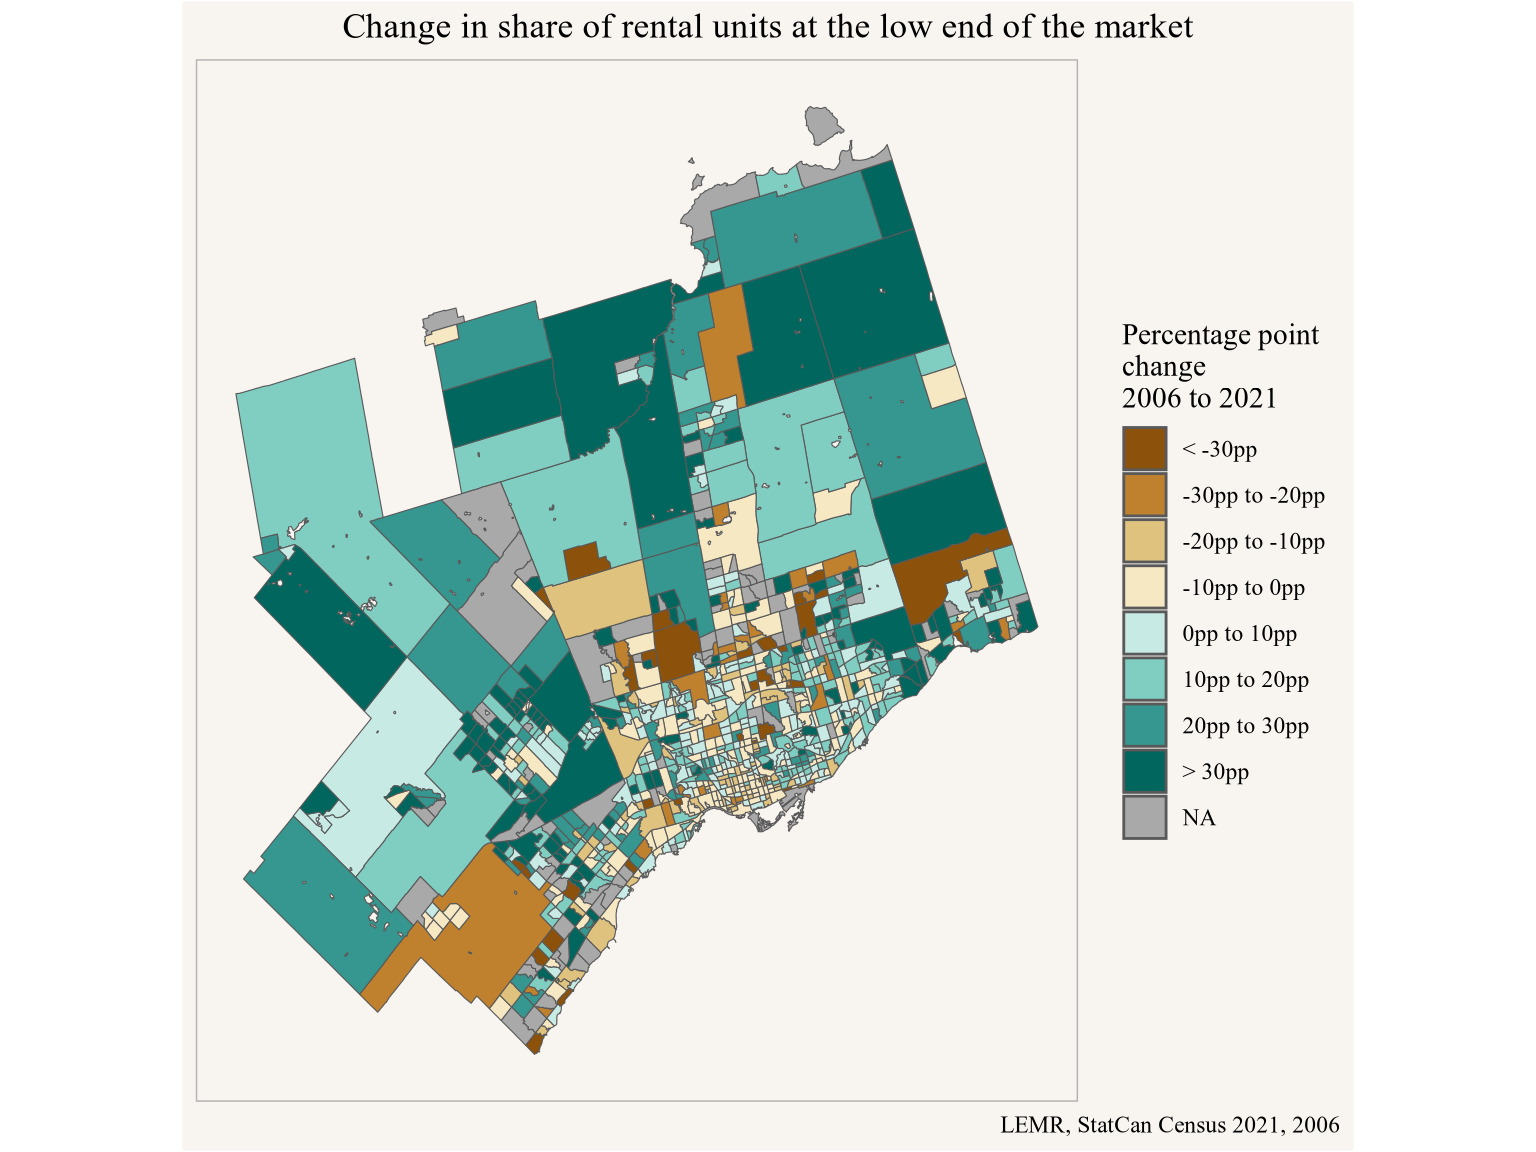 Change in share of rental units at the low end of the market
Percentage point
change
2006 to 2021
< -30pp
-30pp to -20pp
-20pp to -10pp
-10pp to 0pp
0pp to 10pp
10pp to 20pp
20pp to 30pp
> 30pp
NA
LEMR, StatCan Census 2021, 2006